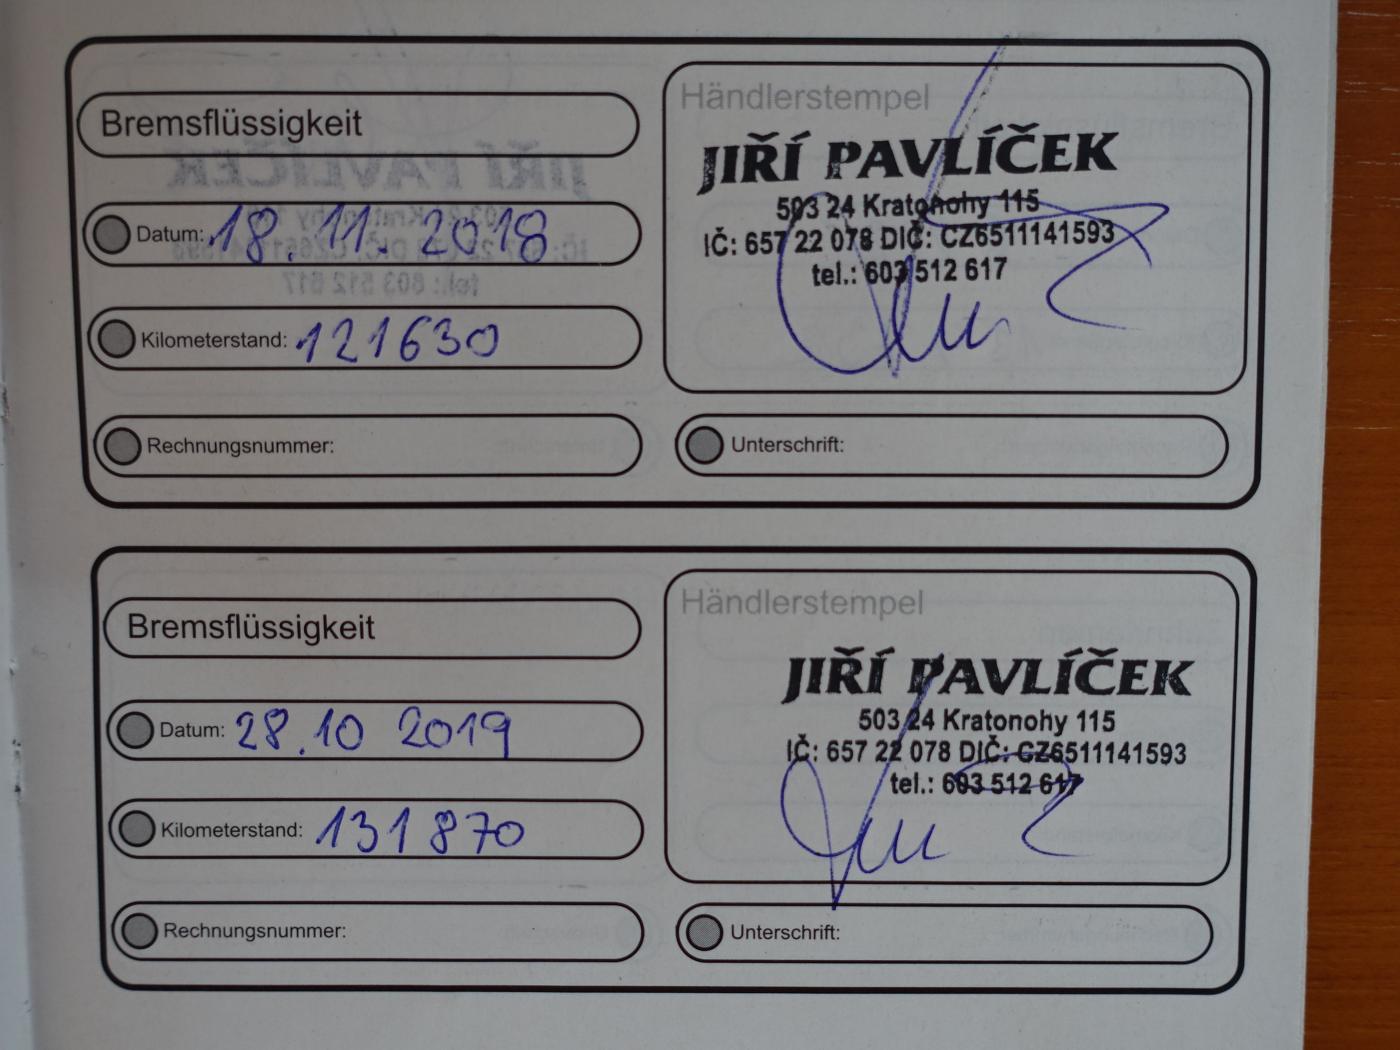 Bremsflüssigkeit
Datum: 18. 11. 2018
Kilometerstand: 121630
Rechnungsnummer:
Händlerstempel
JIŘÍ PAVLÍČEK
503 24 Kratonohy 115
IČ: 657 22 078 DIČ: CZ6511141593
tel.: 603 512 617
Unterschrift:
Bremsflüssigkeit
Datum: 28.10 2019
Kilometerstand: 131870
Rechnungsnummer:
Händlerstempel
JIŘÍ PAVLÍČEK
503 24 Kratonohy 115
IČ: 657 22 078 DIČ: CZ6511141593
tel.: 603 512 617
Unterschrift: